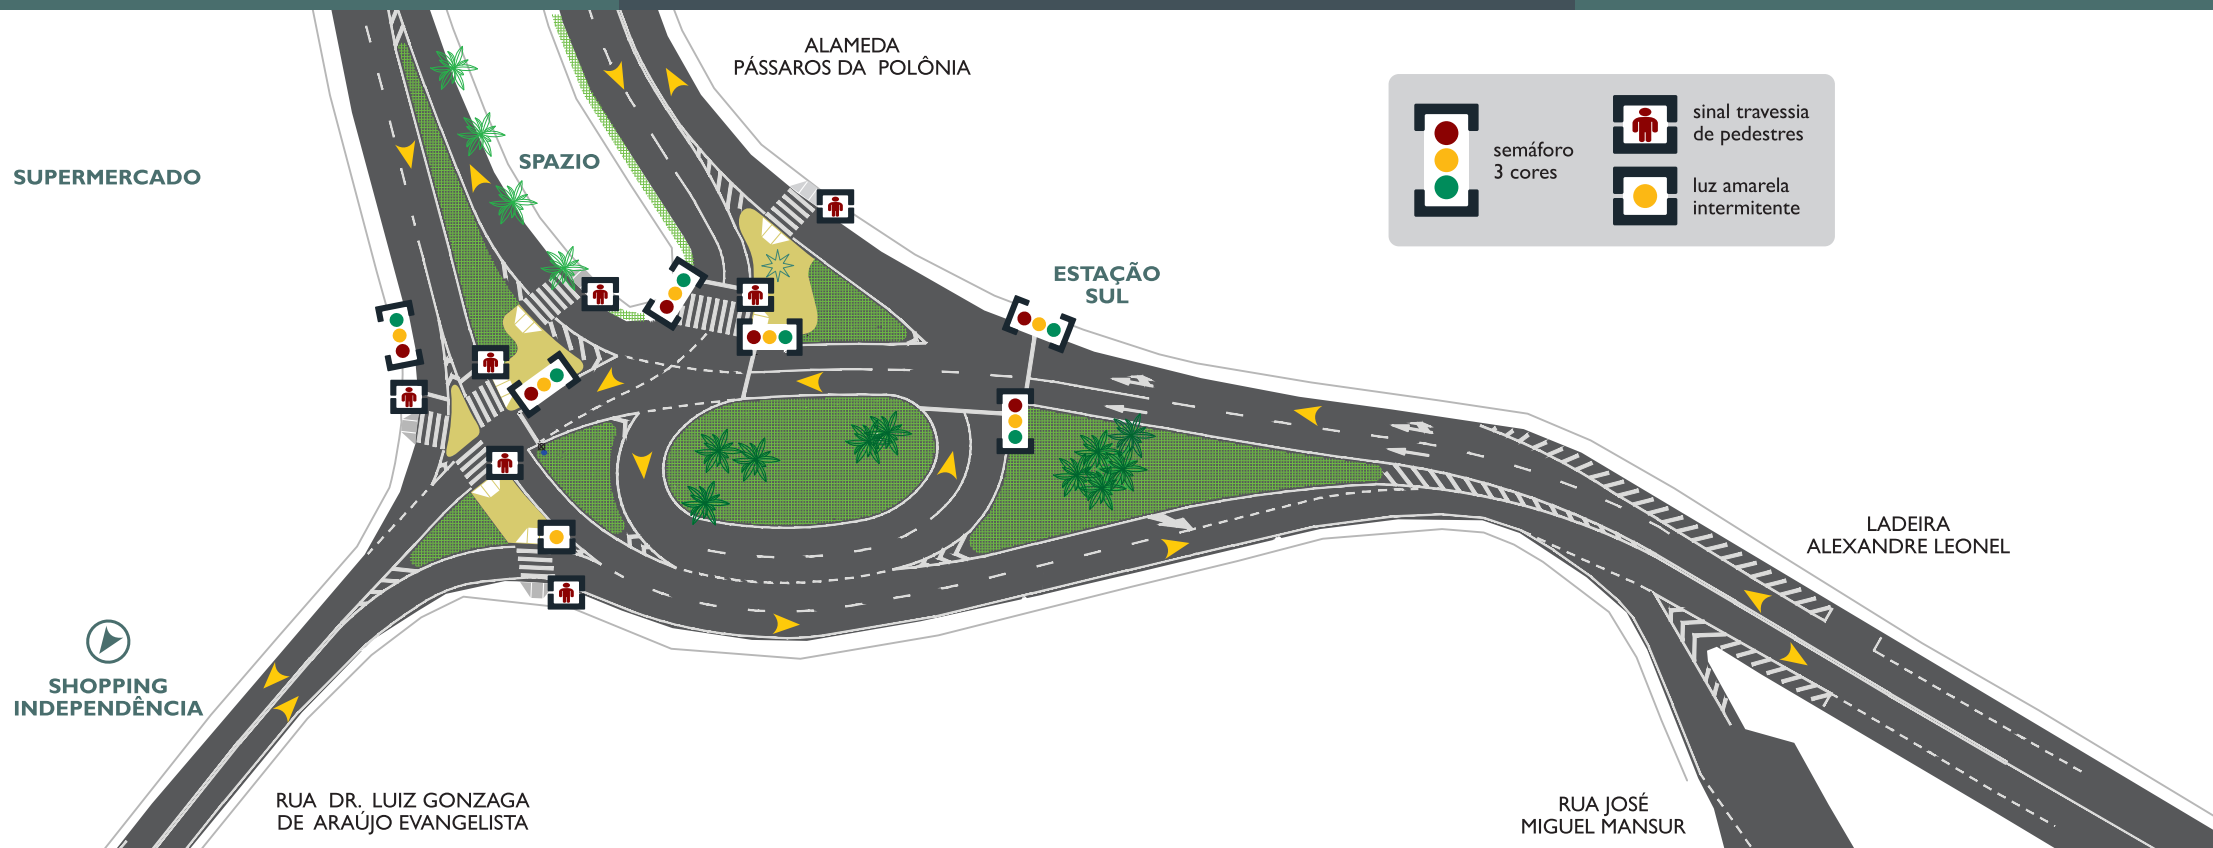 ALAMEDA
PÁSSAROS DA POLÔNIA
semáforo
3 cores
sinal travessia
de pedestres
luz amarela
intermitente
SUPERMERCADO
SPAZIO
ESTAÇÃO
SUL
LADEIRA
ALEXANDRE LEONEL
SHOPPING
INDEPENDÊNCIA
RUA DR. LUIZ GONZAGA
DE ARAÚJO EVANGELISTA
RUA JOSÉ
MIGUEL MANSUR